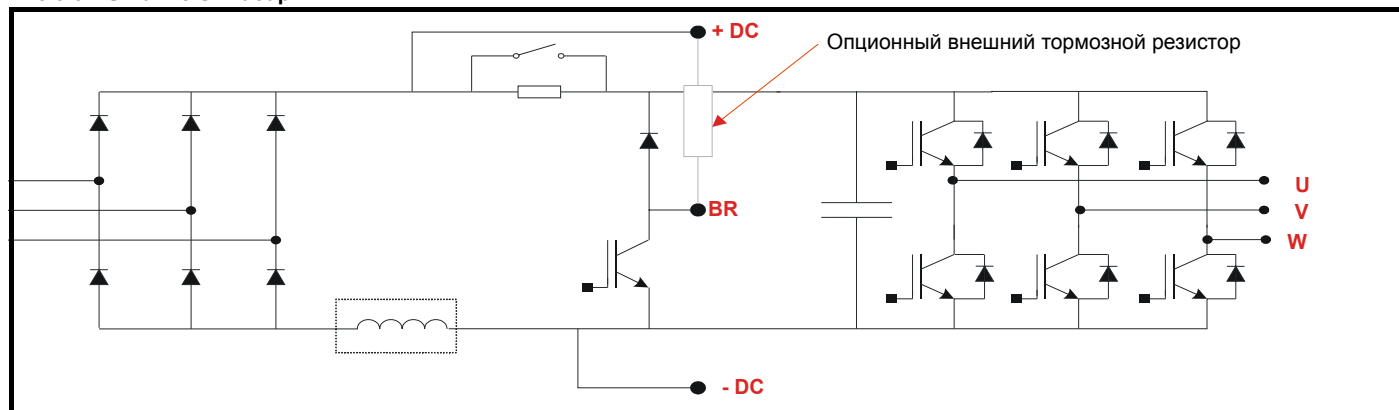 + DC
Опционный внешний тормозной резистор
U
BR
V
W
- DC